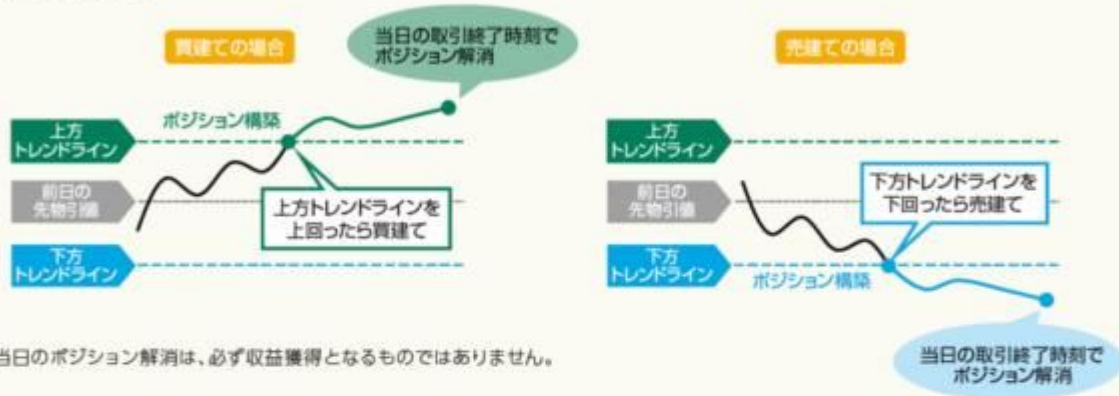 買建ての場合
当日の取引終了時刻で
ポジション解消
上方
トレンドライン
ポジション構築
前日の
先物引値
上方トレンドラインを
上回ったら買建て
下方
トレンドライン
売建ての場合
上方
トレンドライン
前日の
先物引値
下方トレンドラインを
下回ったら売建て
下方
トレンドライン
ポジション構築
当日の取引終了時刻で
ポジション解消
当日のポジション解消は、必ず収益獲得となるものではありません。